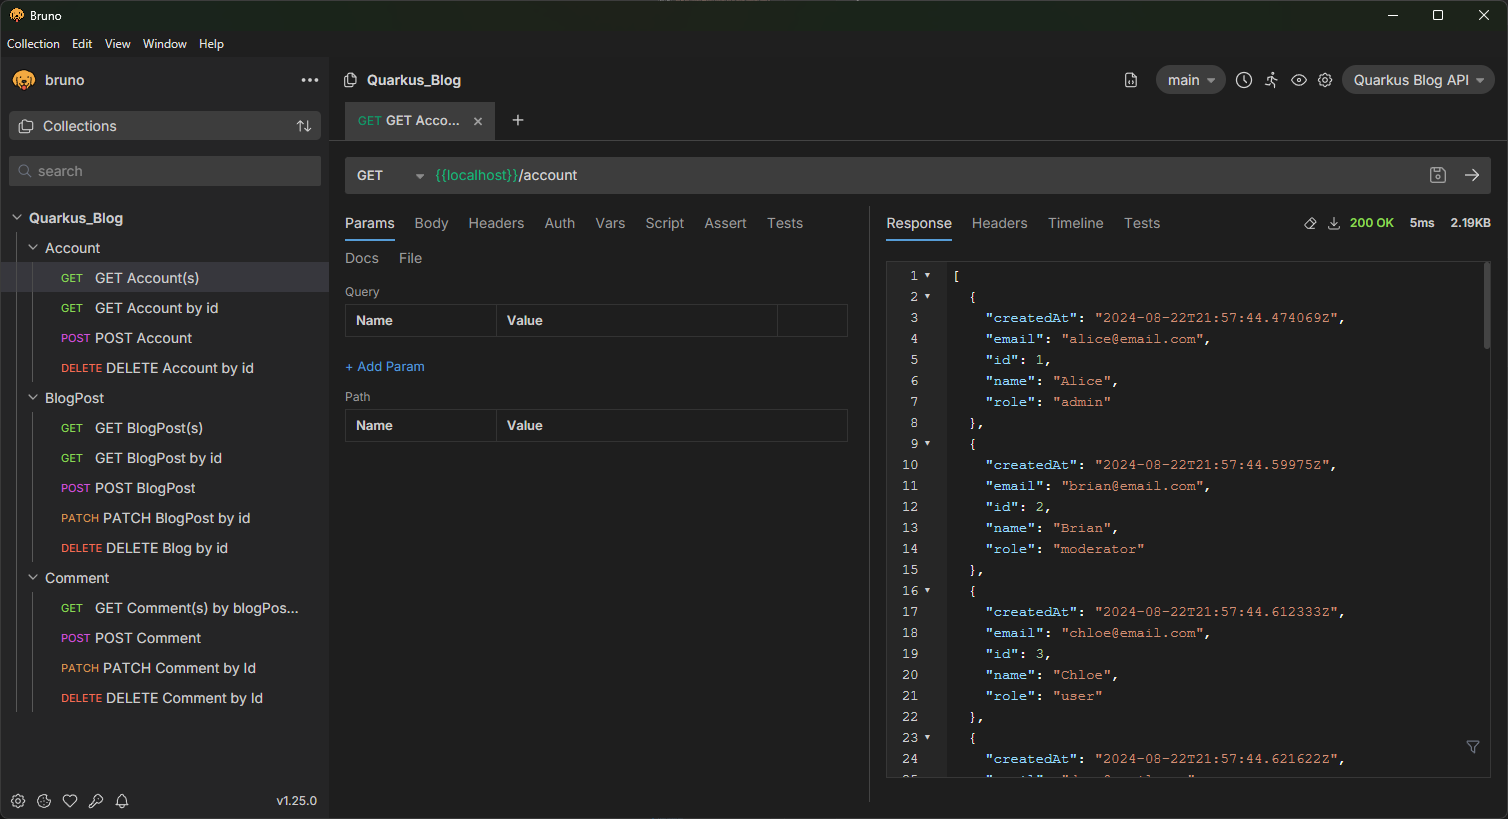 Bruno
Collection Edit View Window Help
bruno
Collections
search
Quarkus_Blog
Account
GET GET Account(s)
GET GET Account by id
POST POST Account
DELETE DELETE Account by id
BlogPost
GET GET BlogPost(s)
GET GET BlogPost by id
POST POST BlogPost
PATCH PATCH BlogPost by id
DELETE DELETE Blog by id
Comment
GET GET Comment(s) by blogPos...
POST POST Comment
PATCH PATCH Comment by Id
DELETE DELETE Comment by Id
v1.25.0
Quarkus_Blog
main
Quarkus Blog API
GET GET Acco...
GET {{localhost}}/account
Params Body Headers Auth Vars Script Assert Tests
Docs File
Query
Name Value
+ Add Param
Path
Name Value
Response Headers Timeline Tests 200 OK 5ms 2.19KB
1 [
2 {
3 "createdAt": "2024-08-22T21:57:44.474069Z",
4 "email": "alice@email.com",
5 "id": 1,
6 "name": "Alice",
7 "role": "admin"
8 },
9 {
10 "createdAt": "2024-08-22T21:57:44.59975Z",
11 "email": "brian@email.com",
12 "id": 2,
13 "name": "Brian",
14 "role": "moderator"
15 },
16 {
17 "createdAt": "2024-08-22T21:57:44.612333Z",
18 "email": "chloe@email.com",
19 "id": 3,
20 "name": "Chloe",
21 "role": "user"
22 },
23 {
24 "createdAt": "2024-08-22T21:57:44.621622Z",